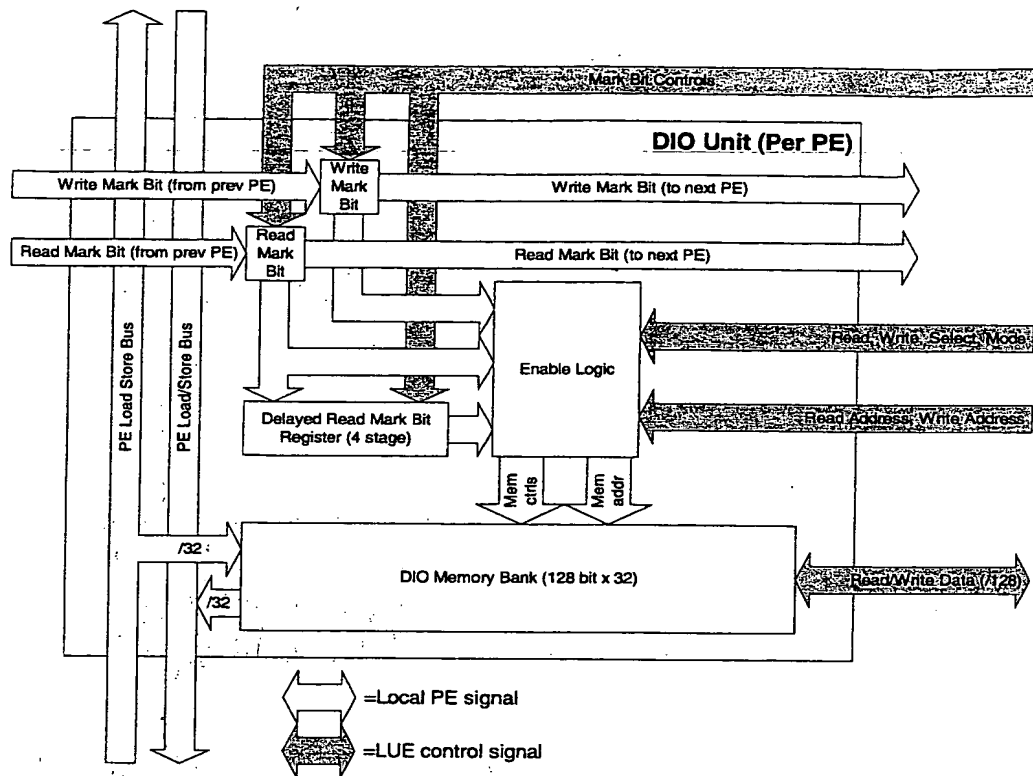 Mark Bit Controls
DIO Unit (Per PE)
Write Mark Bit (from prev PE)
Write
Mark
Bit
Write Mark Bit (to next PE)
Read Mark Bit (from prev PE)
Read
Mark
Bit
Read Mark Bit (to next PE)
PE Load Store Bus
PE Load/Store Bus
Enable Logic
Read, Write, Select, Mode
Delayed Read Mark Bit
Register (4 stage)
Read Address, Write Address
Mem
ctrls
Mem
addr
/32
DIO Memory Bank (128 bit x 32)
Read/Write Data (/128)
/32
=Local PE signal
=LUE control signal